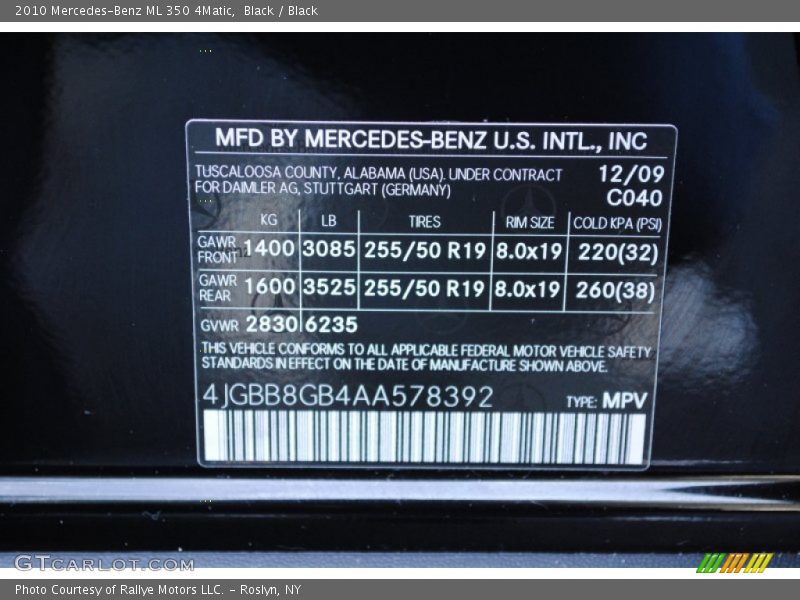 2010 Mercedes-Benz ML 350 4Matic, Black / Black
MFD BY MERCEDES-BENZ U.S. INTL., INC
TUSCALOOSA COUNTY, ALABAMA (USA). UNDER CONTRACT 12/09
FOR DAIMLER AG, STUTTGART (GERMANY) C040
KG LB TIRES RIM SIZE COLD KPA (PSI)
GAWR FRONT 1400 3085 255/50 R19 8.0x19 220(32)
GAWR REAR 1600 3525 255/50 R19 8.0x19 260(38)
GVWR 2830 6235
THIS VEHICLE CONFORMS TO ALL APPLICABLE FEDERAL MOTOR VEHICLE SAFETY
STANDARDS IN EFFECT ON THE DATE OF MANUFACTURE SHOWN ABOVE.
4JGBB8GB4AA578392 TYPE: MPV
GTCARLOT.COM
Photo Courtesy of Rallye Motors LLC. - Roslyn, NY